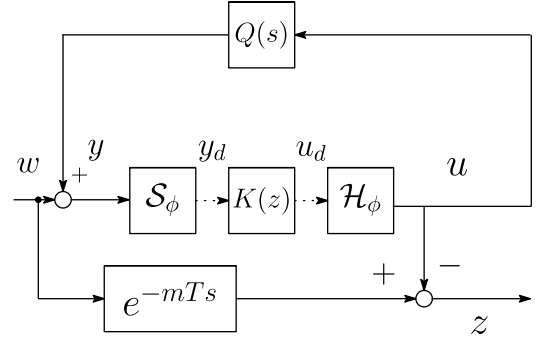 Q(s)
w
+
y
𝒮_ϕ
y_d
K(z)
u_d
ℋ_ϕ
u
e^{-mTs}
+
−
z